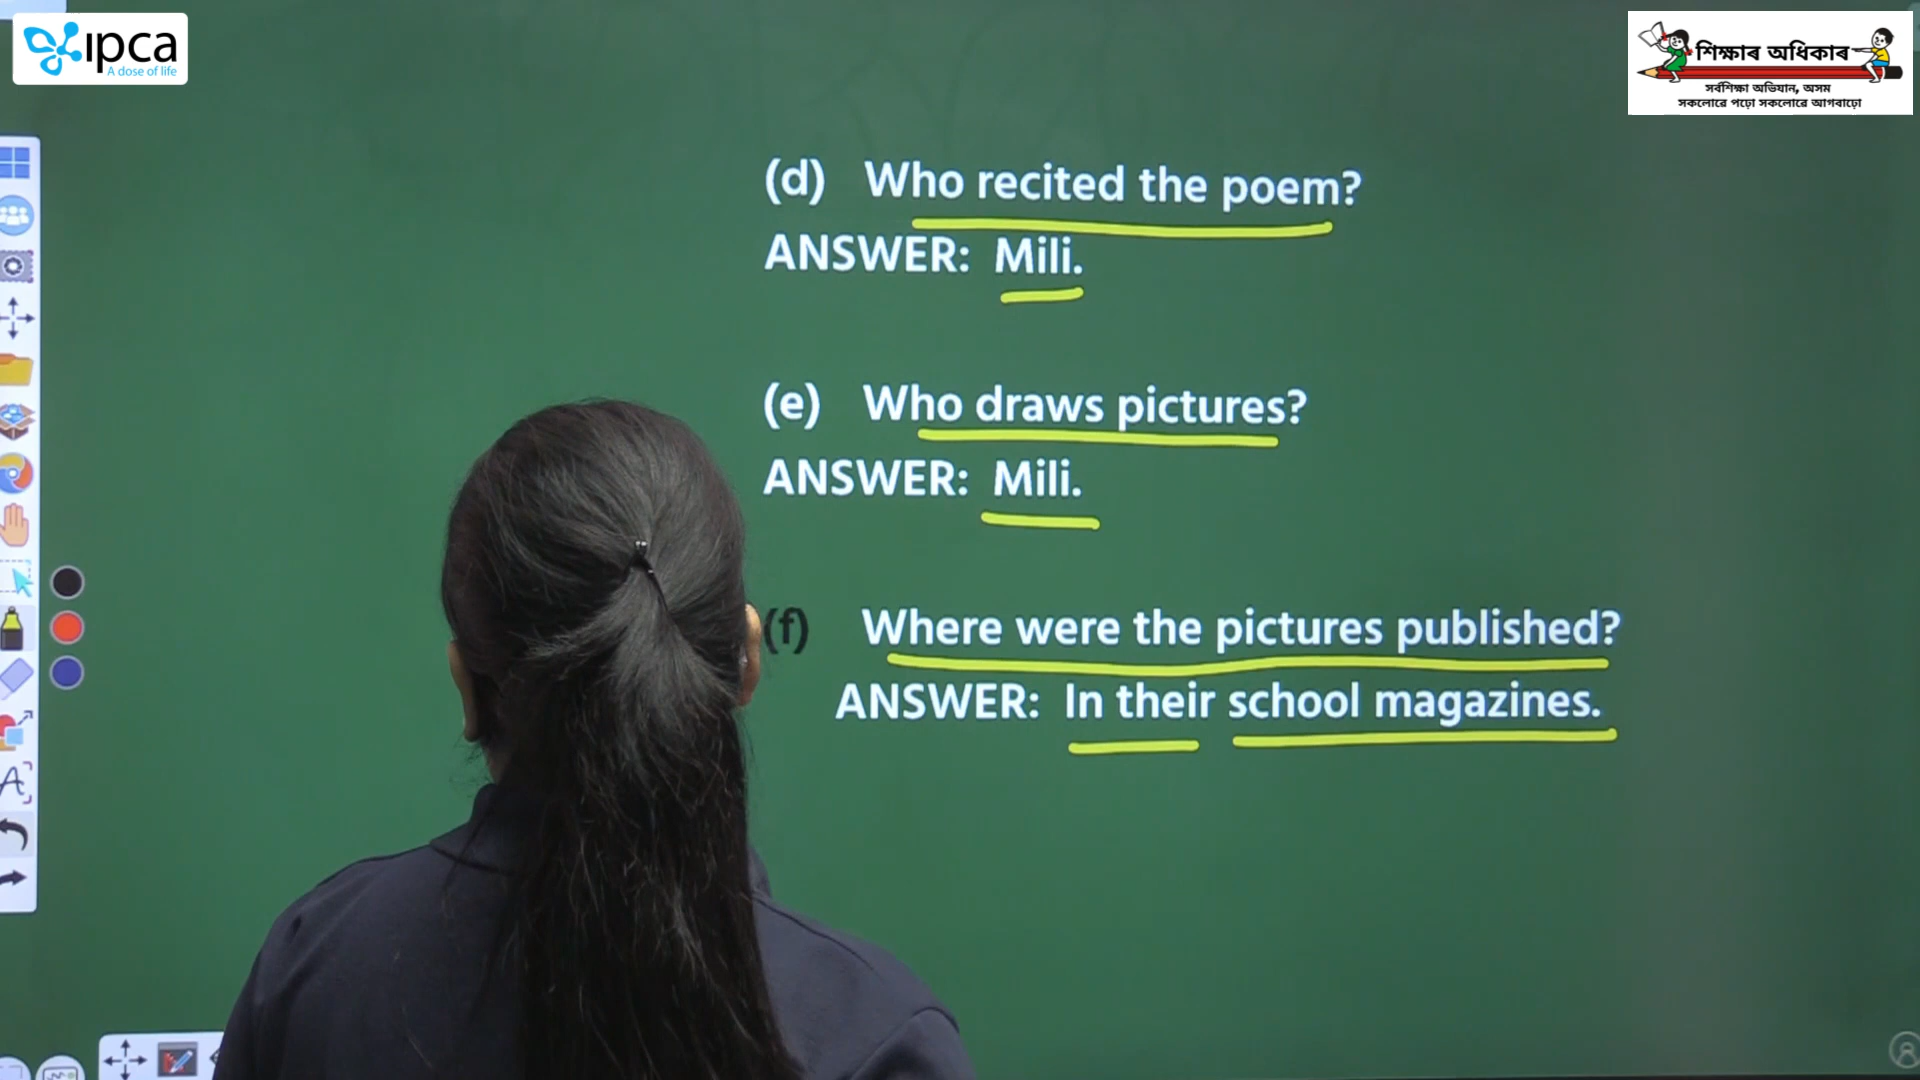 ipca
A dose of life
শিক্ষাৰ অধিকাৰ
সৰ্বশিক্ষা অভিযান, অসম
সকলোৱে পঢ়ো সকলোৱে আগবাঢ়ো
(d) Who recited the poem?
ANSWER: Mili.
(e) Who draws pictures?
ANSWER: Mili.
(f) Where were the pictures published?
ANSWER: In their school magazines.